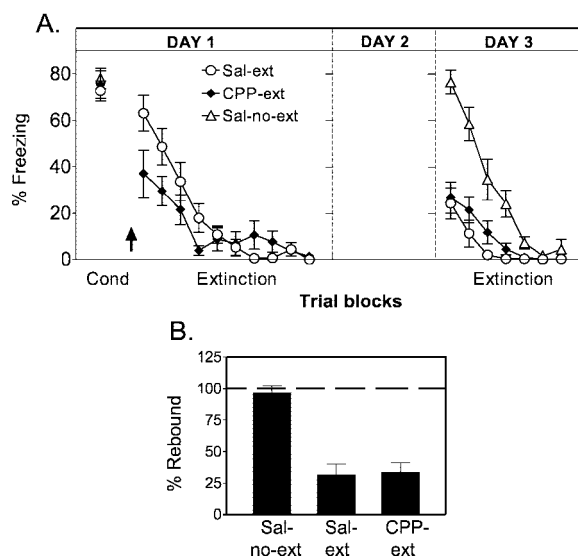 A.
DAY 1 DAY 2 DAY 3
Sal-ext
CPP-ext
Sal-no-ext
% Freezing
80
60
40
20
0
Cond Extinction Extinction
Trial blocks
B.
% Rebound
125
100
75
50
25
0
Sal- Sal- CPP-
no-ext ext ext